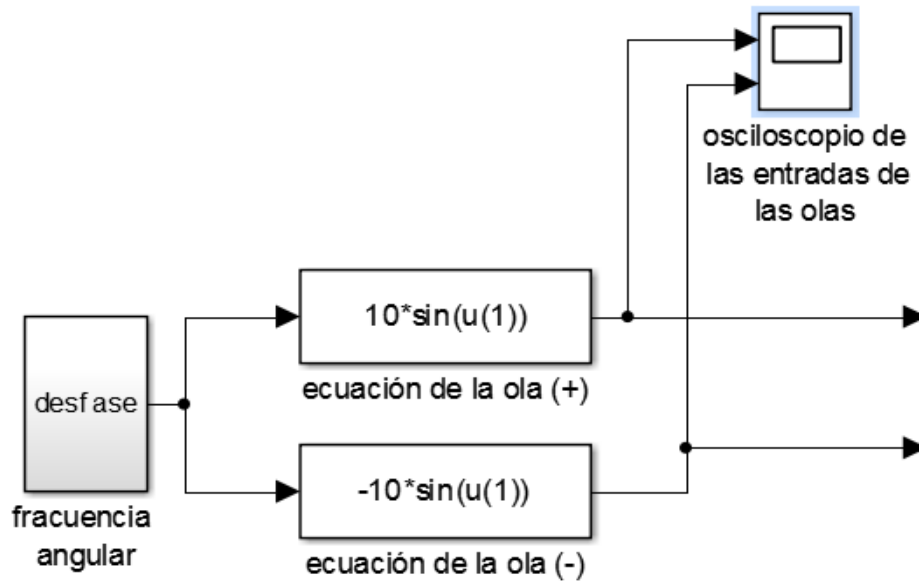 osciloscopio de
las entradas de
las olas
10*sin(u(1))
ecuación de la ola (+)
desfase
fracuencia
angular
-10*sin(u(1))
ecuación de la ola (-)